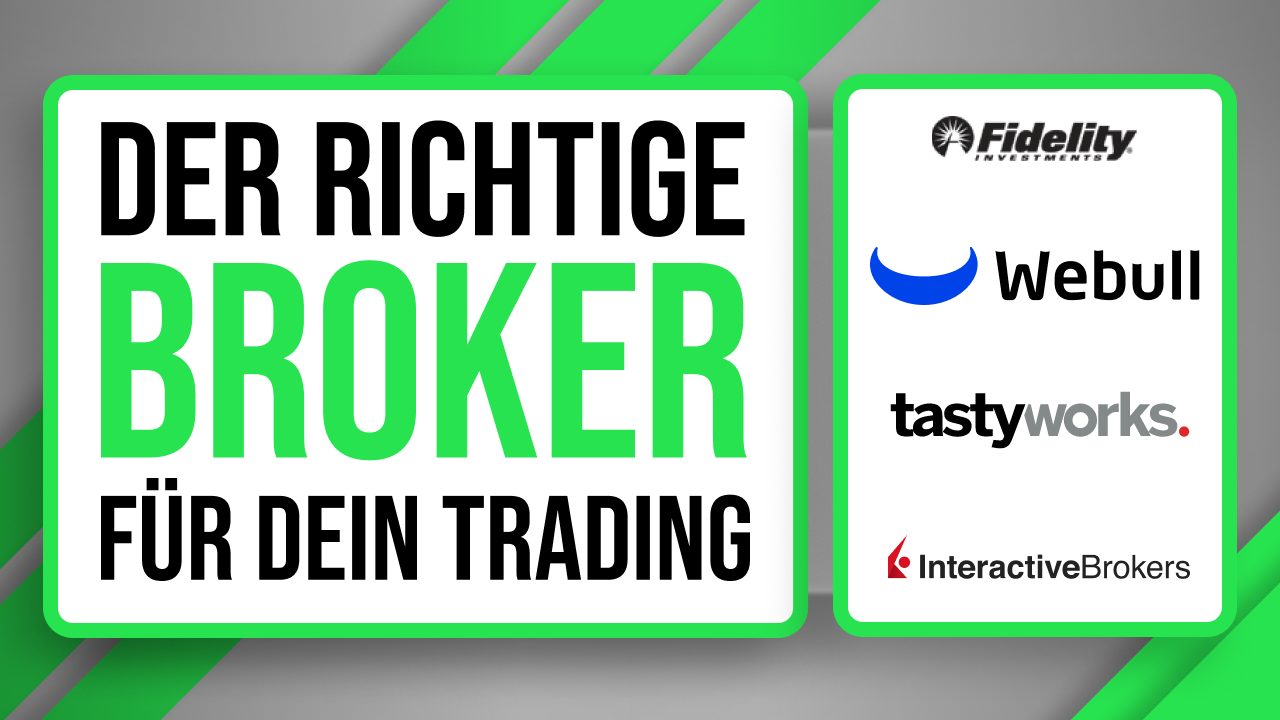 DER RICHTIGE
BROKER
FÜR DEIN TRADING
Fidelity
INVESTMENTS
Webull
tastyworks.
InteractiveBrokers